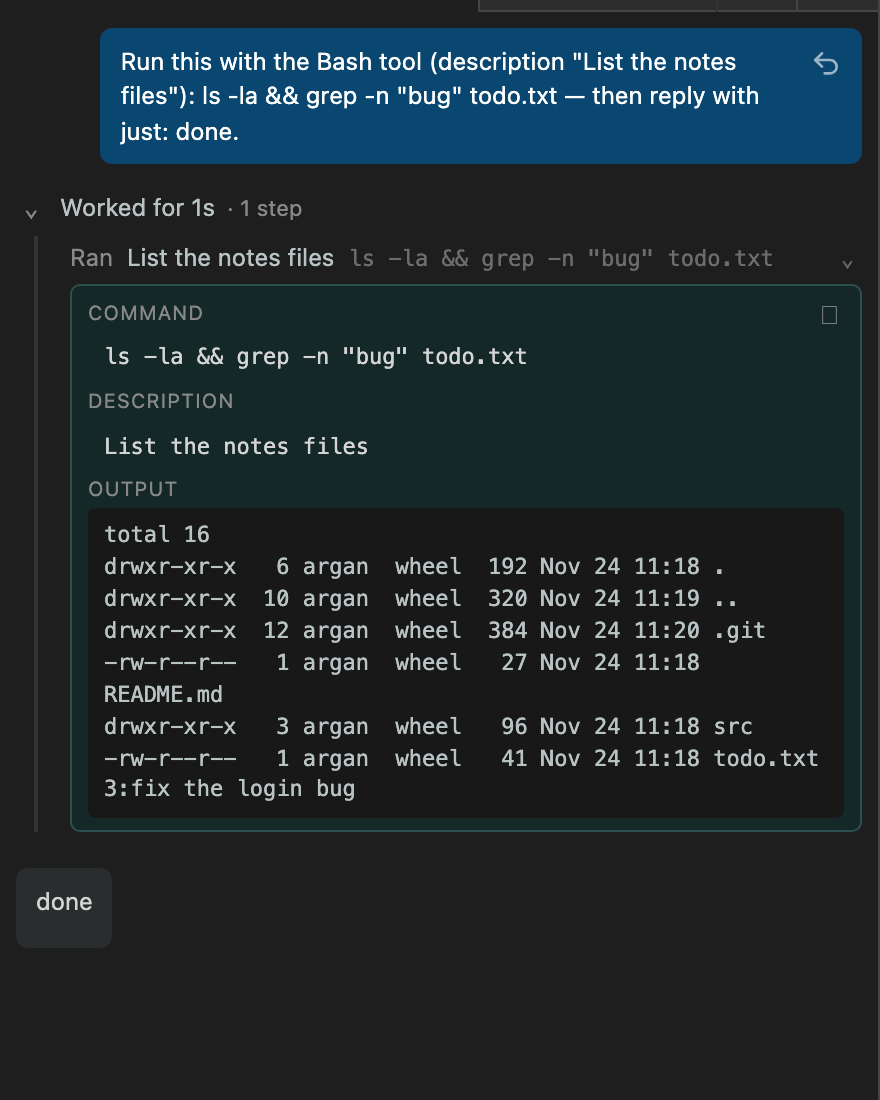 Run this with the Bash tool (description "List the notes
files"): ls -la && grep -n "bug" todo.txt — then reply with
just: done.
Worked for 1s · 1 step
Ran List the notes files ls -la && grep -n "bug" todo.txt
COMMAND
ls -la && grep -n "bug" todo.txt
DESCRIPTION
List the notes files
OUTPUT
total 16
drwxr-xr-x   6 argan  wheel  192 Nov 24 11:18 .
drwxr-xr-x  10 argan  wheel  320 Nov 24 11:19 ..
drwxr-xr-x  12 argan  wheel  384 Nov 24 11:20 .git
-rw-r--r--   1 argan  wheel   27 Nov 24 11:18
README.md
drwxr-xr-x   3 argan  wheel   96 Nov 24 11:18 src
-rw-r--r--   1 argan  wheel   41 Nov 24 11:18 todo.txt
3:fix the login bug
done